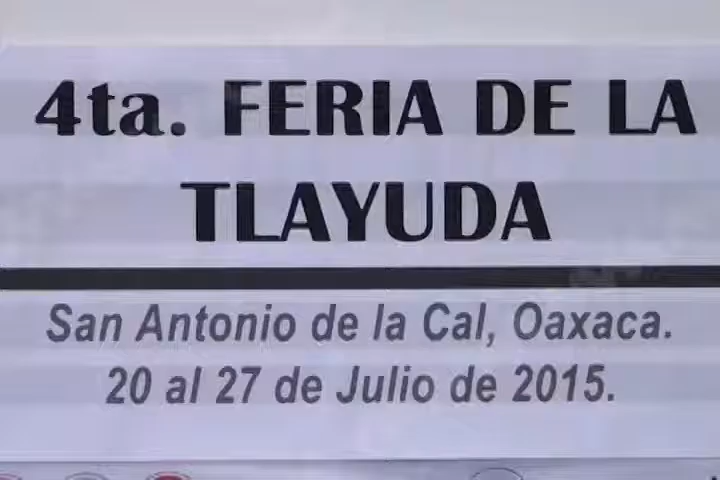 4ta. FERIA DE LA
TLAYUDA
San Antonio de la Cal, Oaxaca.
20 al 27 de Julio de 2015.